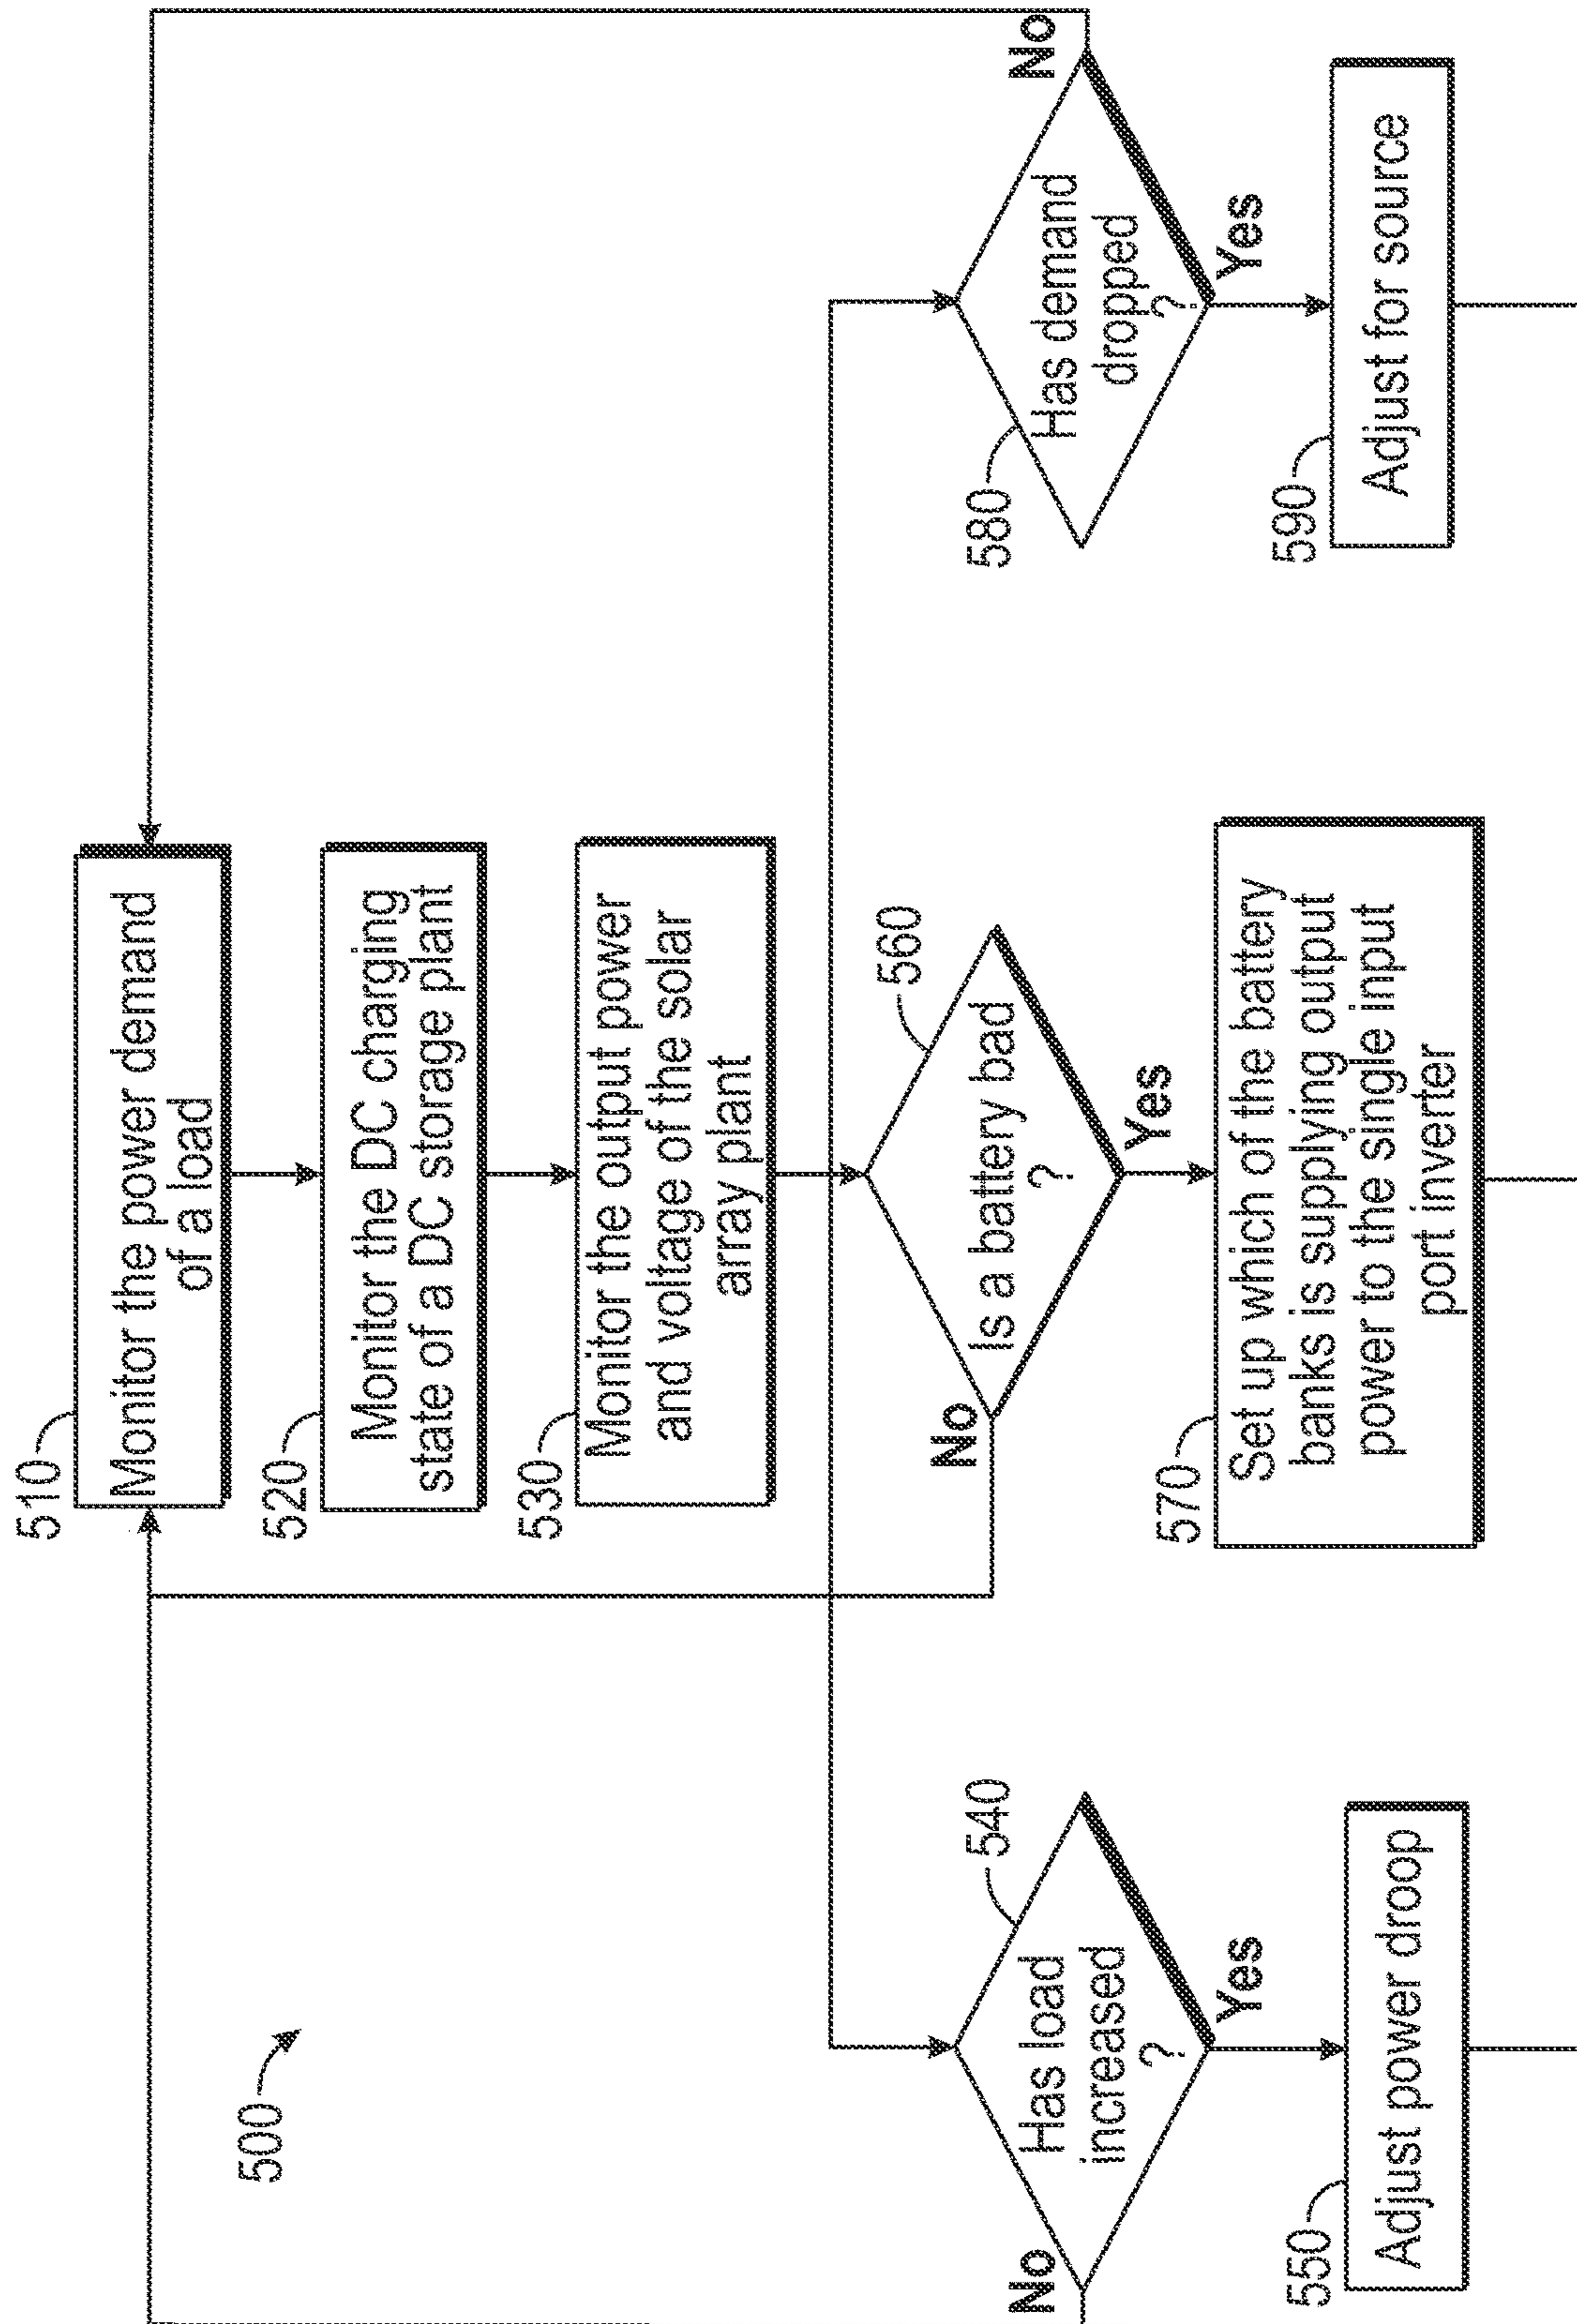 500
510
Monitor the power demand
of a load
520
Monitor the DC charging
state of a DC storage plant
530
Monitor the output power
and voltage of the solar
array plant
540
Has load
increased
?
No
Yes
550
Adjust power droop
560
Is a battery bad
?
No
Yes
570
Set up which of the battery
banks is supplying output
power to the single input
port inverter
580
Has demand
dropped
?
No
Yes
590
Adjust for source